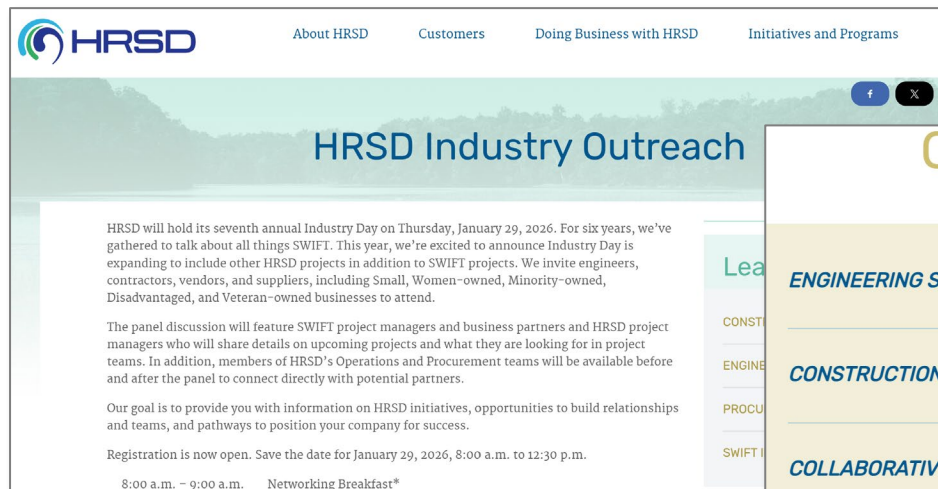 HRSD
About HRSD Customers Doing Business with HRSD Initiatives and Programs
HRSD Industry Outreach
HRSD will hold its seventh annual Industry Day on Thursday, January 29, 2026. For six years, we've
gathered to talk about all things SWIFT. This year, we're excited to announce Industry Day is
expanding to include other HRSD projects in addition to SWIFT projects. We invite engineers,
contractors, vendors, and suppliers, including Small, Women-owned, Minority-owned,
Disadvantaged, and Veteran-owned businesses to attend.
The panel discussion will feature SWIFT project managers and business partners and HRSD project
managers who will share details on upcoming projects and what they are looking for in project
teams. In addition, members of HRSD's Operations and Procurement teams will be available before
and after the panel to connect directly with potential partners.
Our goal is to provide you with information on HRSD initiatives, opportunities to build relationships
and teams, and pathways to position your company for success.
Registration is now open. Save the date for January 29, 2026, 8:00 a.m. to 12:30 p.m.
8:00 a.m. – 9:00 a.m. Networking Breakfast*
Lea
CONST
ENGINE
PROCU
SWIFT I
ENGINEERING S
CONSTRUCTION
COLLABORATIV